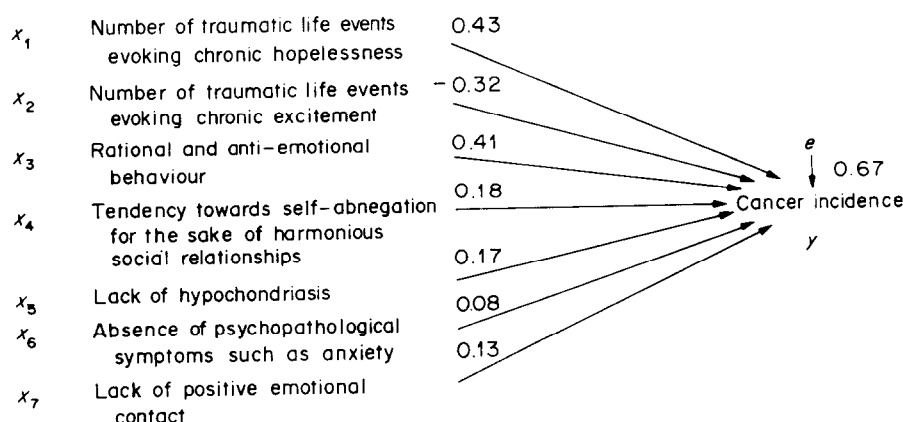 x₁ Number of traumatic life events 0.43
evoking chronic hopelessness
x₂ Number of traumatic life events -0.32
evoking chronic excitement
x₃ Rational and anti-emotional 0.41
behaviour
e
0.67
x₄ Tendency towards self-abnegation 0.18
for the sake of harmonious
social relationships
Cancer incidence
y
0.17
x₅ Lack of hypochondriasis
0.08
x₆ Absence of psychopathological
symptoms such as anxiety
0.13
x₇ Lack of positive emotional
contact